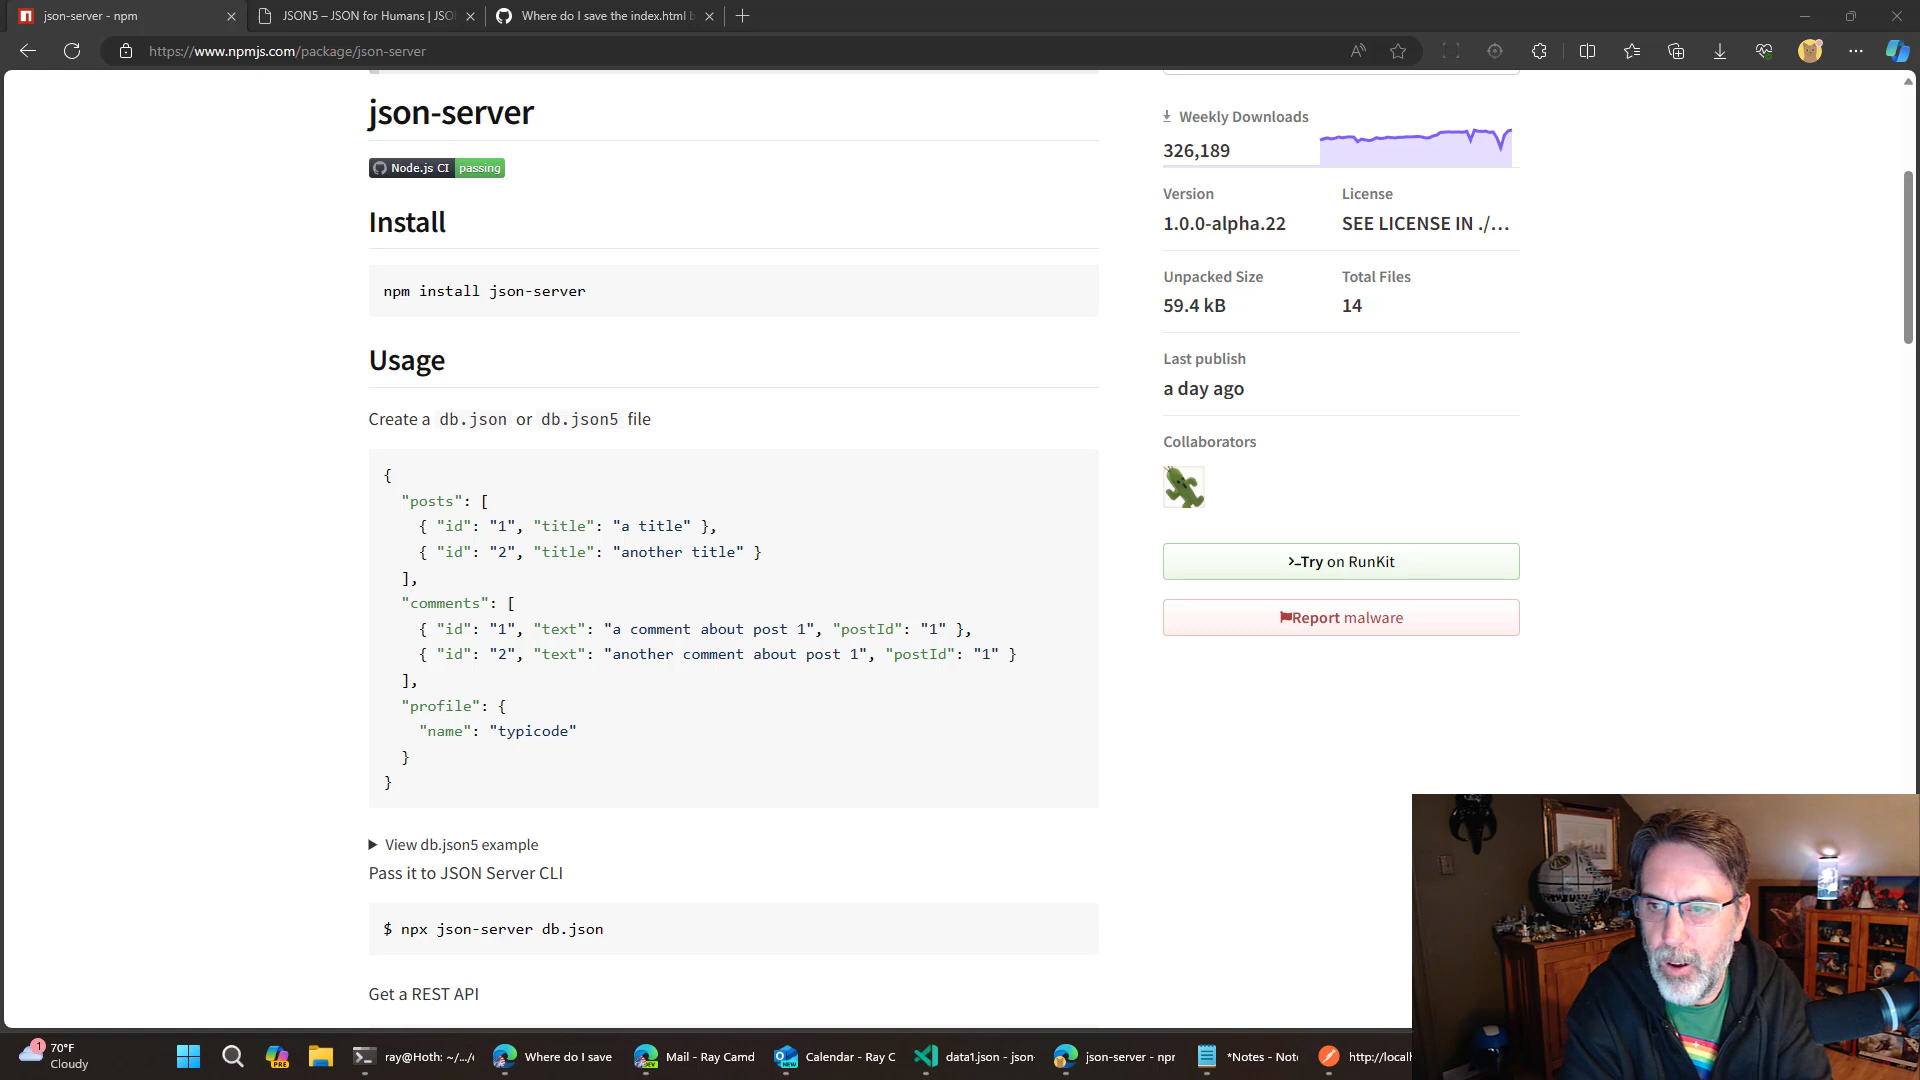 json-server - npm
JSON5 – JSON for Humans | JSO
Where do I save the index.html b
https://www.npmjs.com/package/json-server
json-server
Node.js CI passing
Install
npm install json-server
Usage
Create a db.json or db.json5 file
{
"posts": [
{ "id": "1", "title": "a title" },
{ "id": "2", "title": "another title" }
],
"comments": [
{ "id": "1", "text": "a comment about post 1", "postId": "1" },
{ "id": "2", "text": "another comment about post 1", "postId": "1" }
],
"profile": {
"name": "typicode"
}
}
View db.json5 example
Pass it to JSON Server CLI
$ npx json-server db.json
Get a REST API
Weekly Downloads
326,189
Version
License
1.0.0-alpha.22
SEE LICENSE IN ./…
Unpacked Size
Total Files
59.4 kB
14
Last publish
a day ago
Collaborators
>_Try on RunKit
Report malware
1
70°F
Cloudy
PRE
ray@Hoth: ~/.../
Where do I save
Mail - Ray Camd
NEW
Calendar - Ray C
data1.json - json-
json-server - npm
*Notes - Not
http://localh